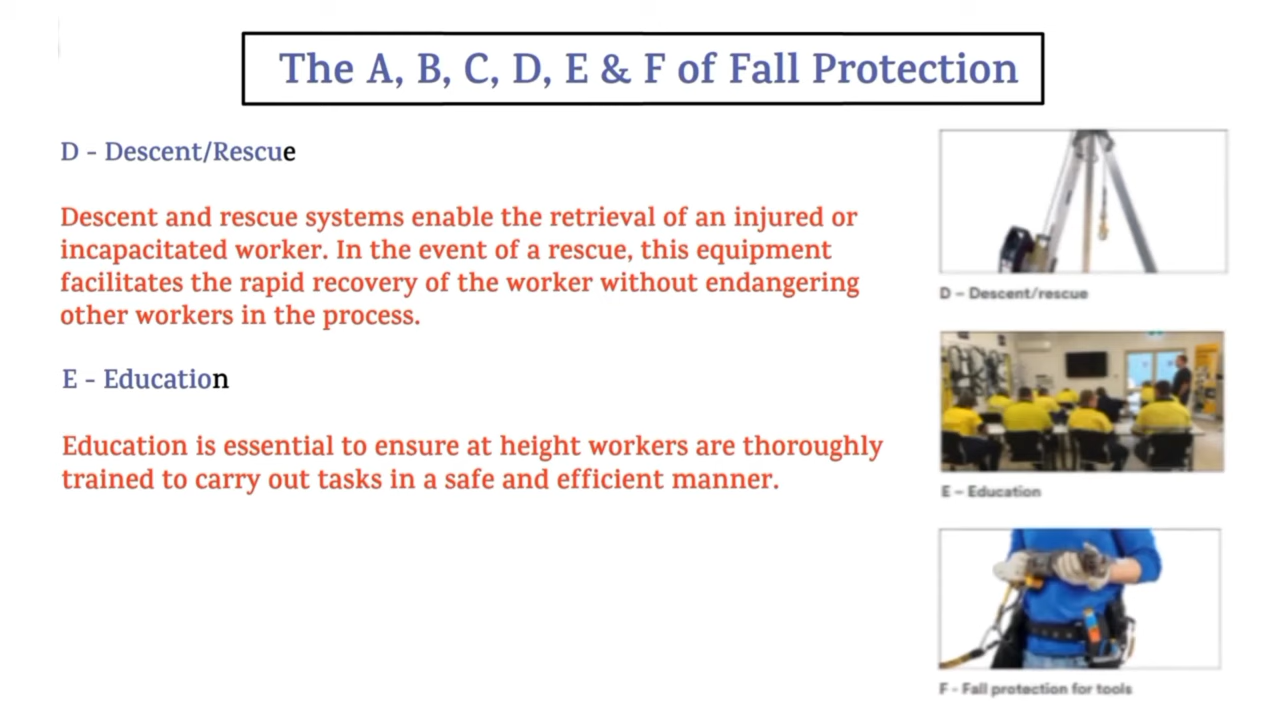 The A, B, C, D, E & F of Fall Protection
D - Descent/Rescue
Descent and rescue systems enable the retrieval of an injured or
incapacitated worker. In the event of a rescue, this equipment
facilitates the rapid recovery of the worker without endangering
other workers in the process.
E - Education
Education is essential to ensure at height workers are thoroughly
trained to carry out tasks in a safe and efficient manner.
D – Descent/rescue
E – Education
F - Fall protection for tools